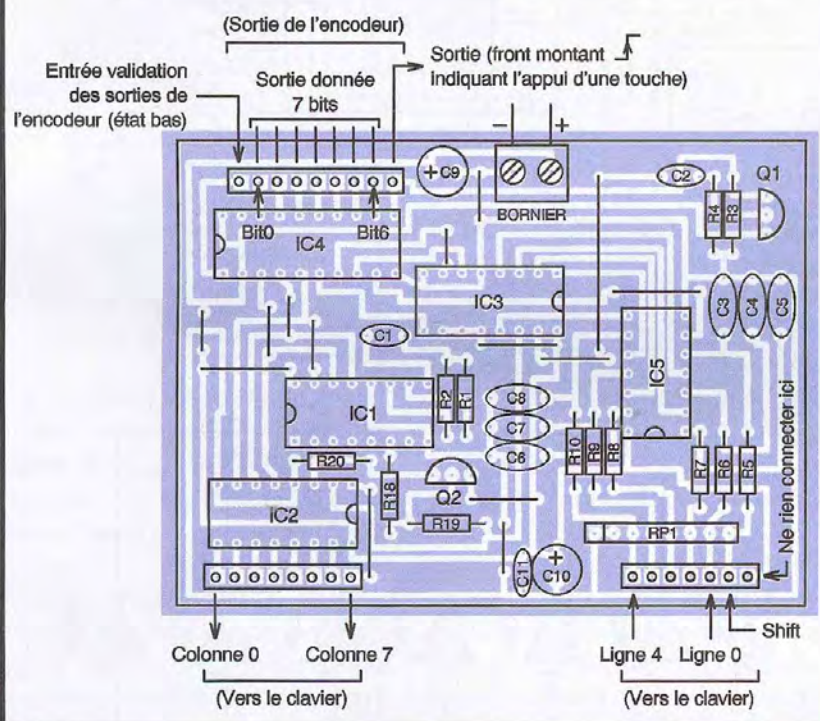 (Sortie de l'encodeur)
Entrée validation
des sorties de
l'encodeur (état bas)
Sortie donnée
7 bits
Sortie (front montant
indiquant l'appui d'une touche)
− +
C9
BORNIER
C2
Q1
R4
R3
Bit0
IC4
Bit6
IC3
C3
C4
C5
C1
IC5
IC1
R2
R1
C8
C7
C6
R10
R9
R8
R20
R18
Q2
R7
R6
R5
IC2
R19
RP1
C11
+
C10
Ne rien connecter ici
Shift
Colonne 0
Colonne 7
Ligne 4
Ligne 0
(Vers le clavier)
(Vers le clavier)